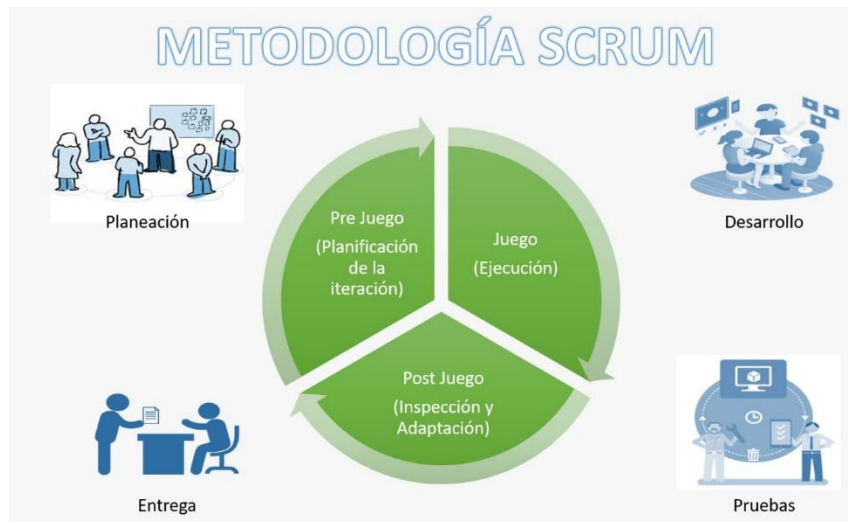 METODOLOGÍA SCRUM
Planeación
Desarrollo
Pre Juego
(Planificación
de la
iteración)
Juego
(Ejecución)
Post Juego
(Inspección y
Adaptación)
Entrega
Pruebas